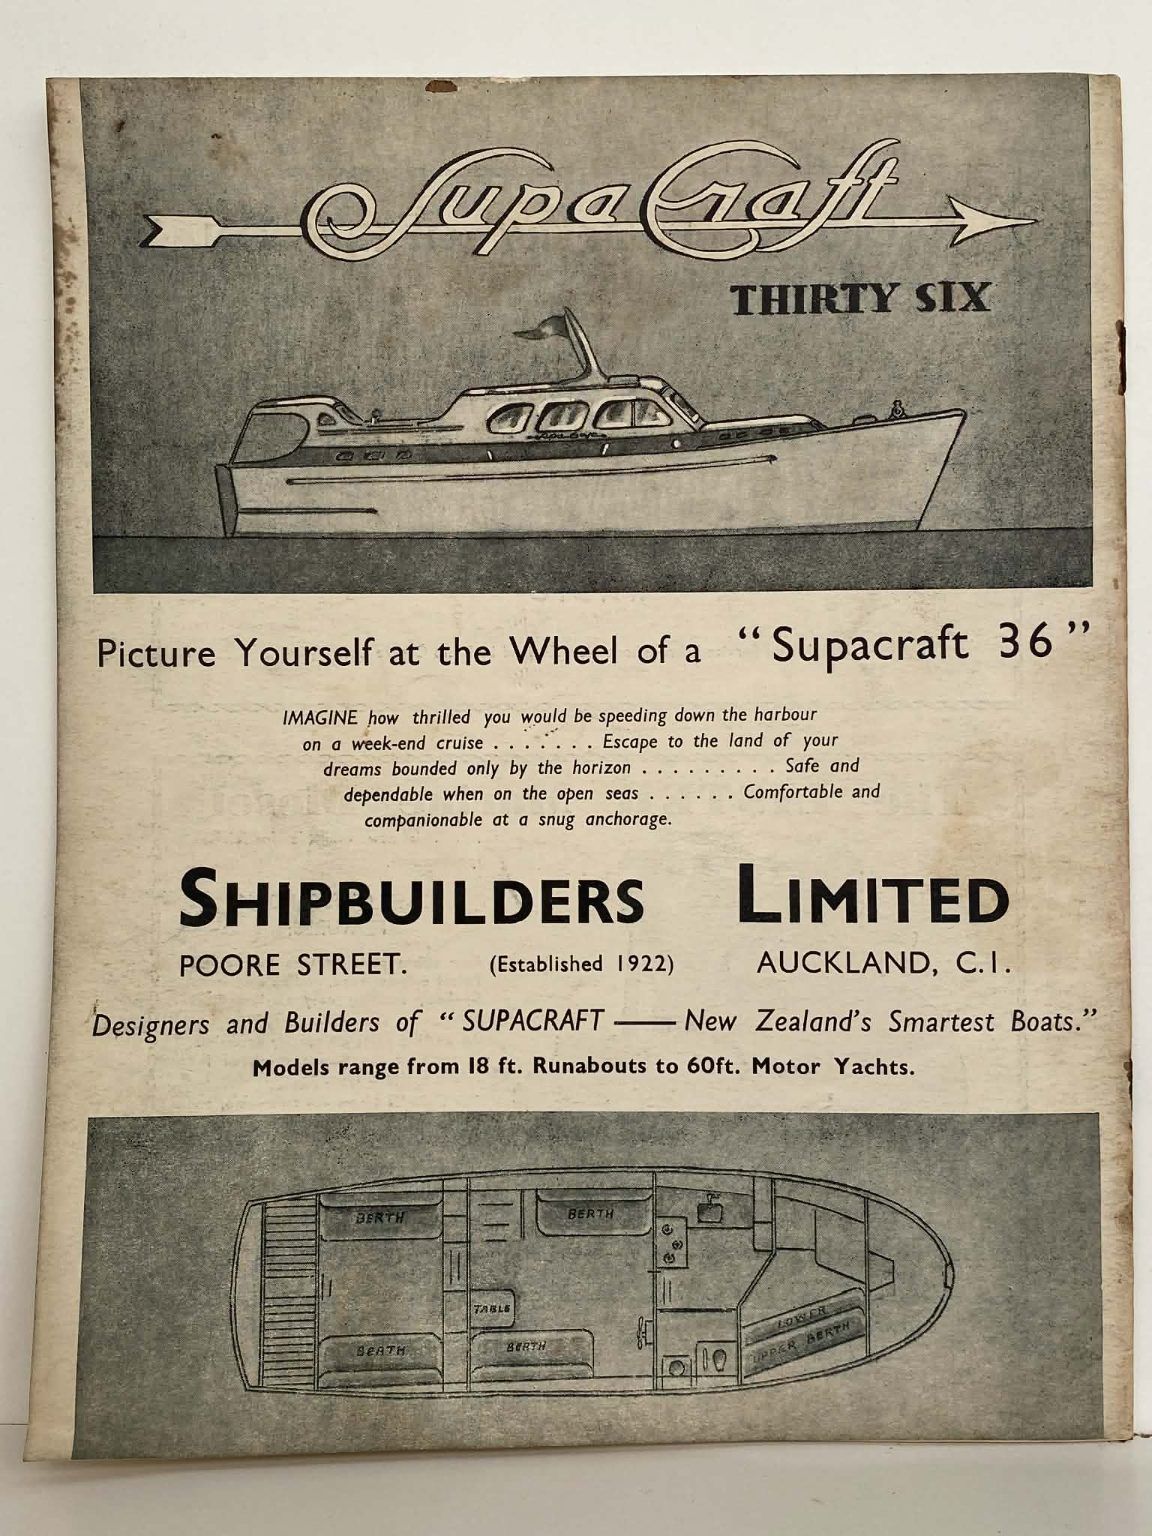 SupaCraft
THIRTY SIX
Picture Yourself at the Wheel of a "Supacraft 36"
IMAGINE how thrilled you would be speeding down the harbour
on a week-end cruise . . . . . . . Escape to the land of your
dreams bounded only by the horizon . . . . . . . . . Safe and
dependable when on the open seas . . . . . . Comfortable and
companionable at a snug anchorage.
SHIPBUILDERS LIMITED
POORE STREET. (Established 1922) AUCKLAND, C.1.
Designers and Builders of "SUPACRAFT —— New Zealand's Smartest Boats."
Models range from 18 ft. Runabouts to 60ft. Motor Yachts.
BERTH
BERTH
TABLE
BERTH
BERTH
LOWER
UPPER BERTH